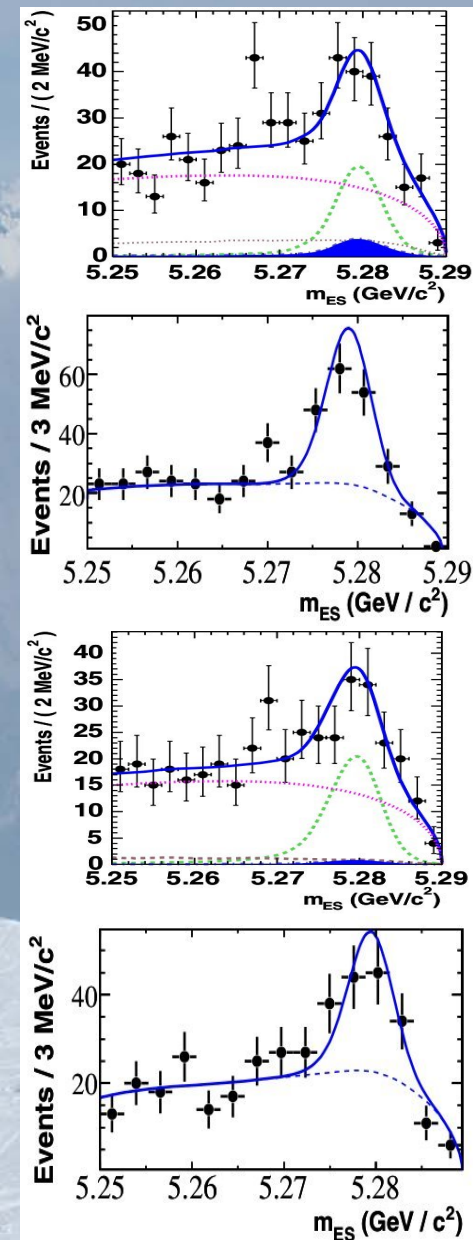 Events / ( 2 MeV/c²)
50
40
30
20
10
0
5.25 5.26 5.27 5.28 5.29
m_ES (GeV/c²)
Events / 3 MeV/c²
60
40
20
5.25 5.26 5.27 5.28 5.29
m_ES (GeV / c²)
Events / ( 2 MeV/c²)
40
35
30
25
20
15
10
5
0
5.25 5.26 5.27 5.28 5.29
m_ES (GeV/c²)
Events / 3 MeV/c²
40
20
5.25 5.26 5.27 5.28
m_ES (GeV / c²)